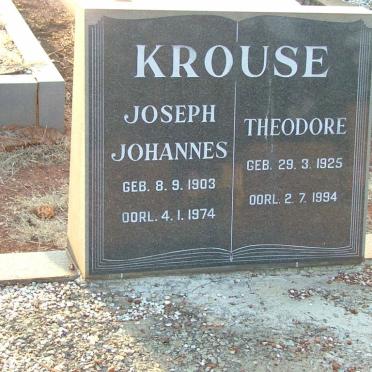 KROUSE
JOSEPH
JOHANNES
GEB. 8. 9. 1903
OORL. 4. 1. 1974
THEODORE
GEB. 29. 3. 1925
OORL. 2. 7. 1994